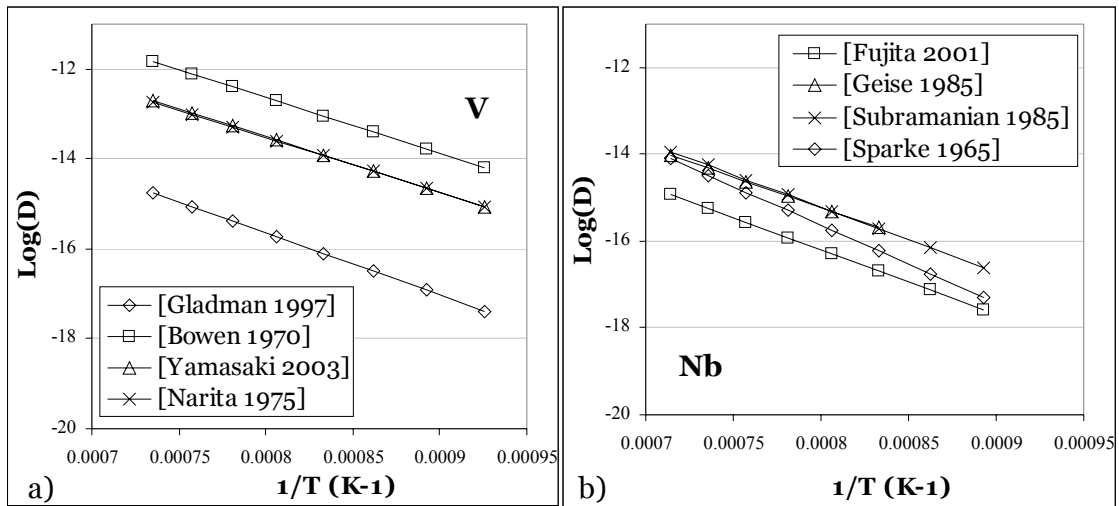 -12
-14
-16
-18
-20
Log(D)
V
[Gladman 1997]
[Bowen 1970]
[Yamasaki 2003]
[Narita 1975]
0.0007 0.00075 0.0008 0.00085 0.0009 0.00095
1/T (K-1)
a)
-12
-14
-16
-18
-20
Log(D)
[Fujita 2001]
[Geise 1985]
[Subramanian 1985]
[Sparke 1965]
Nb
0.0007 0.00075 0.0008 0.00085 0.0009 0.00095
1/T (K-1)
b)